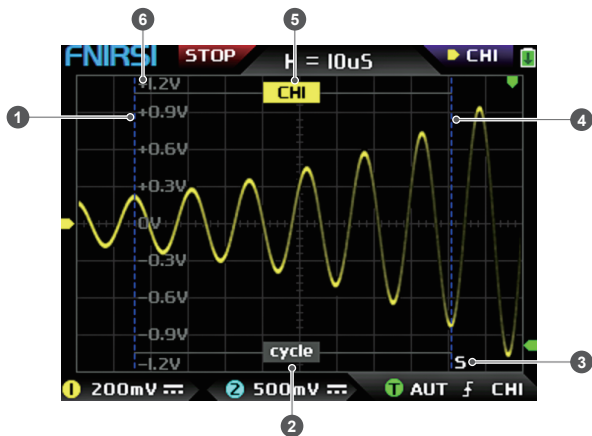 6 5
FNIRSI STOP H = 10uS CH1
+1.2V
CH1
1 +0.9V 4
+0.6V
+0.3V
0V
-0.3V
-0.6V
-0.9V
cycle
-1.2V S 3
1 200mV 2 500mV T AUT CH1
2